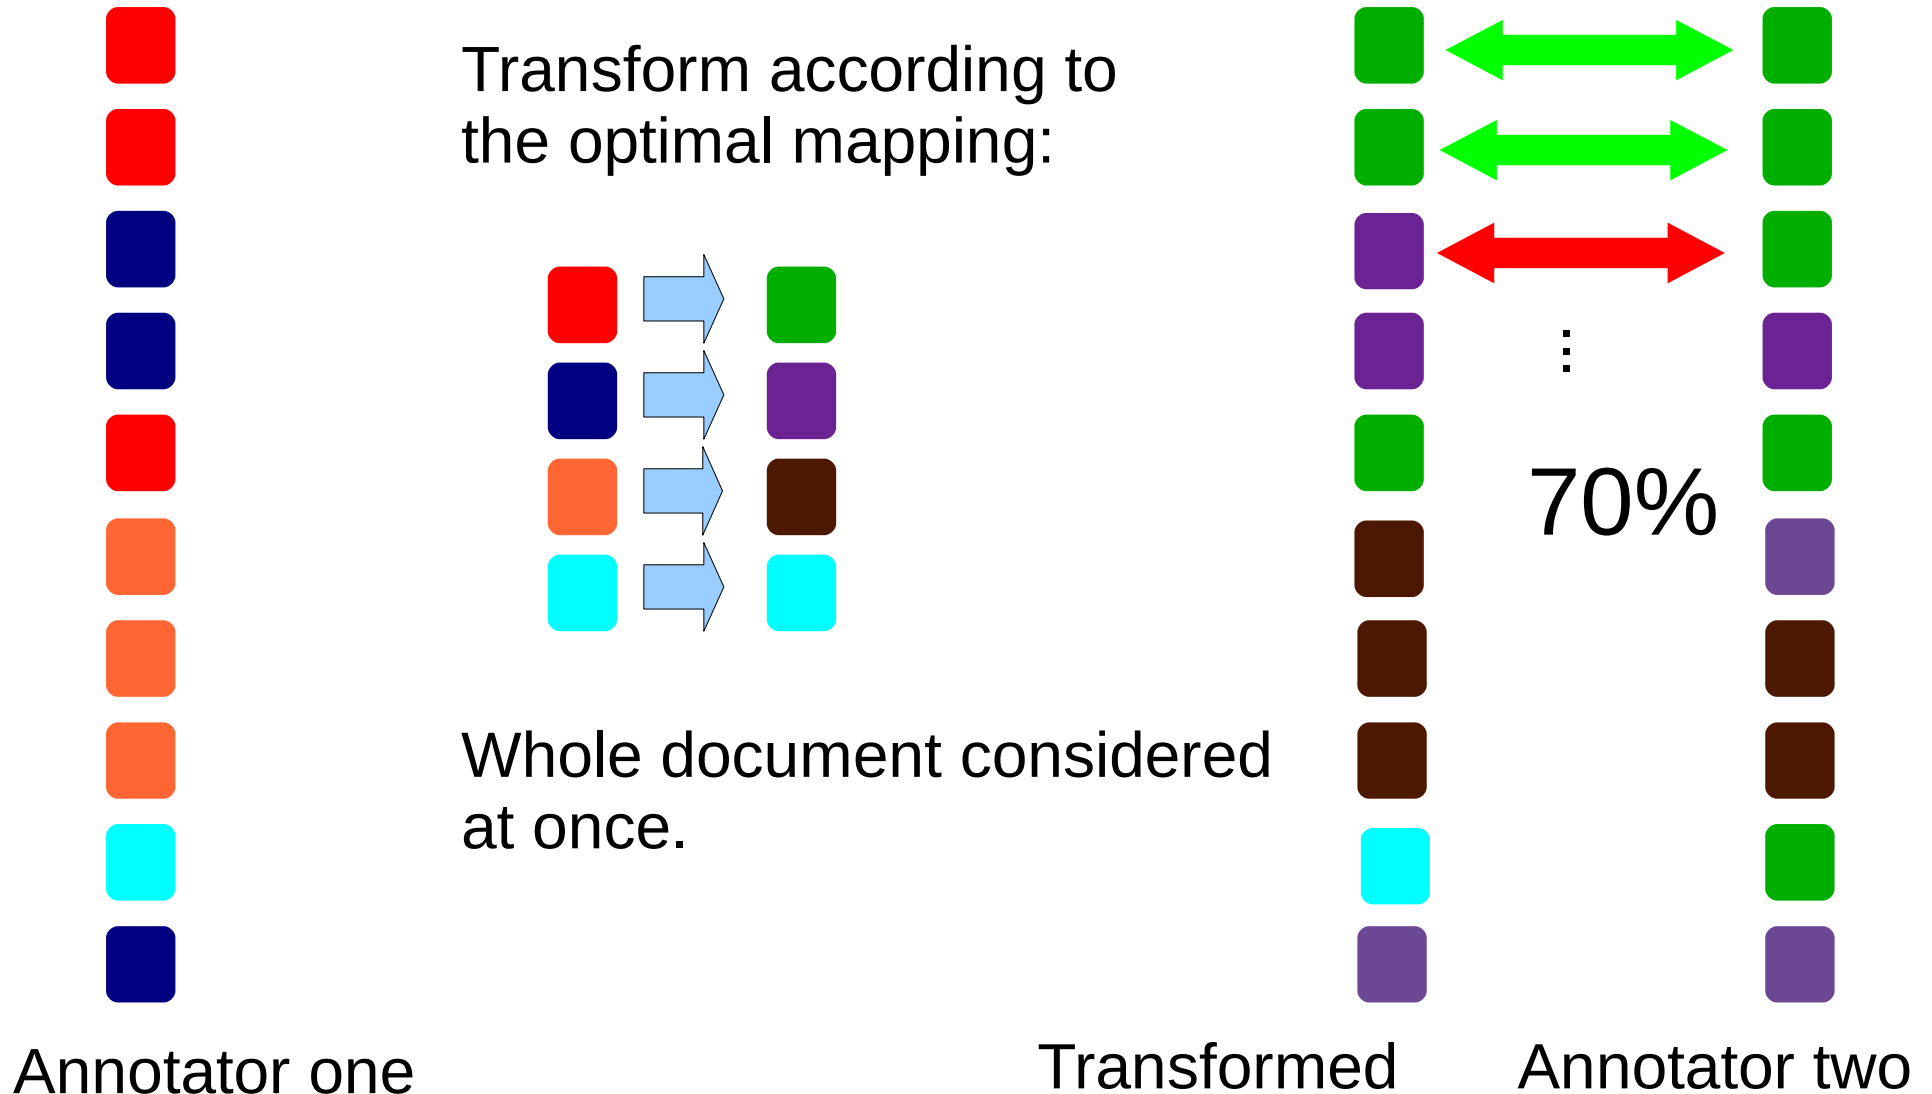 Transform according to
the optimal mapping:
70%
Whole document considered
at once.
Annotator one
Transformed
Annotator two